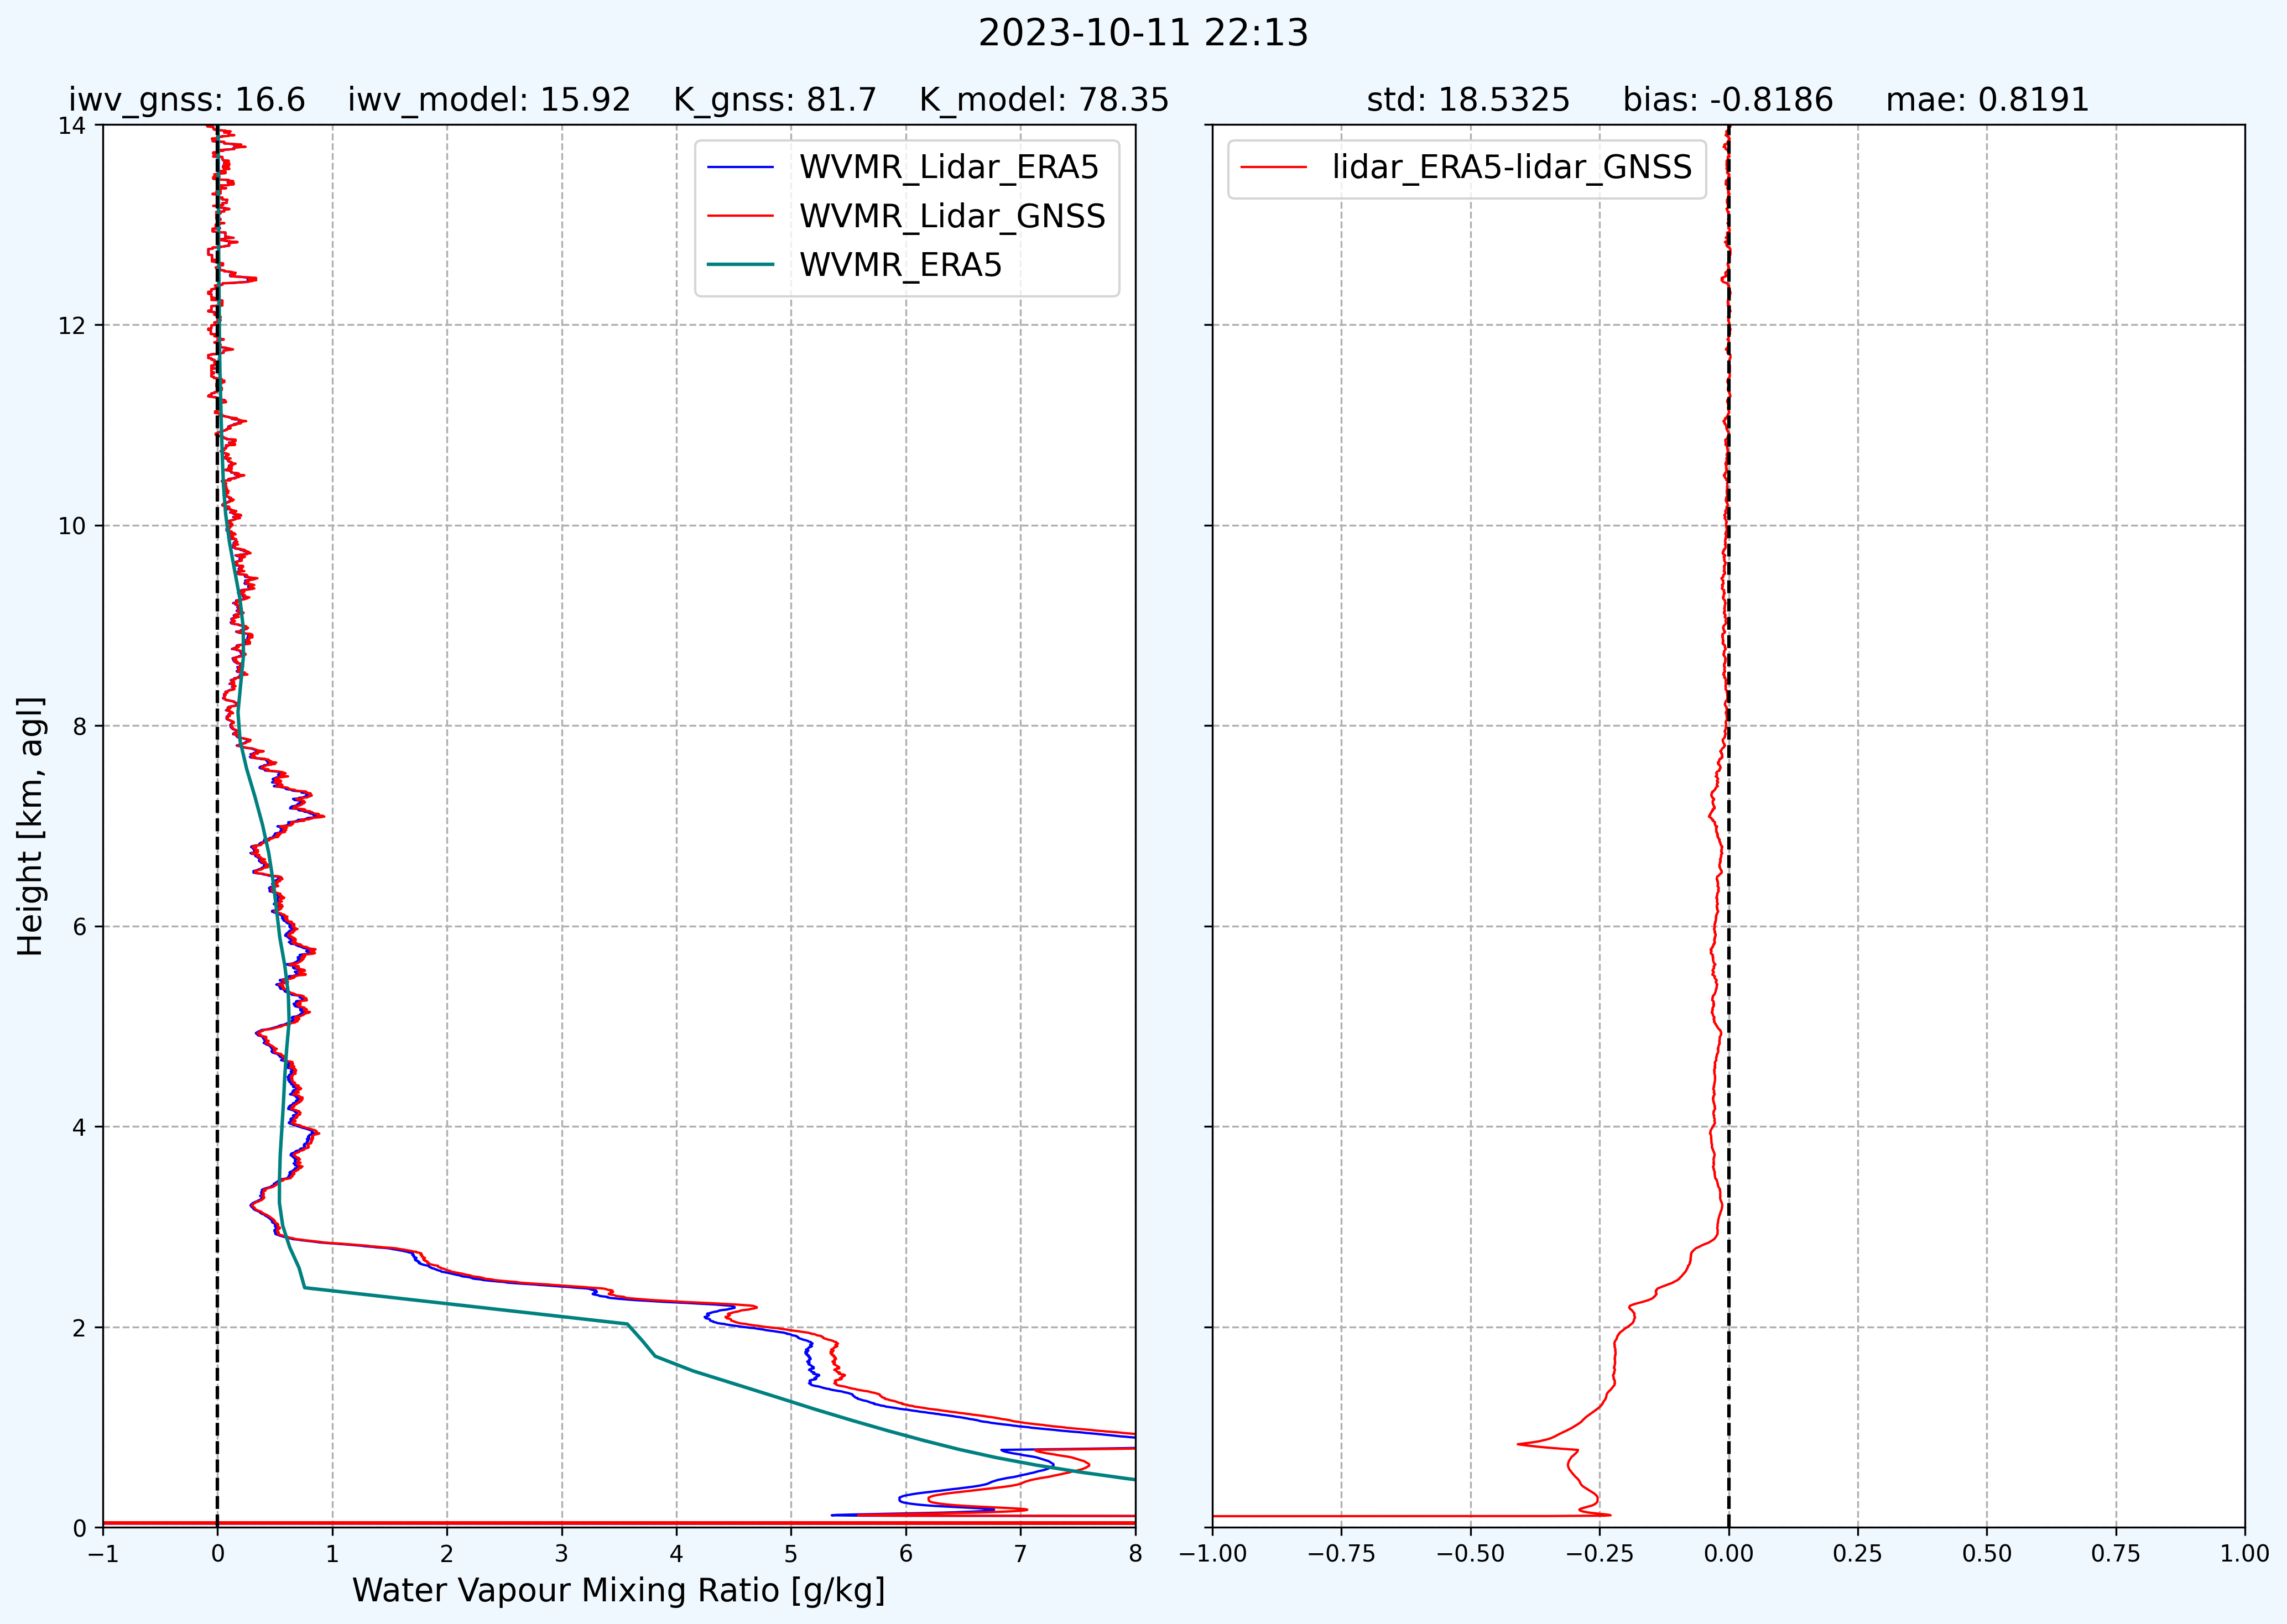 2023-10-11 22:13
iwv_gnss: 16.6 iwv_model: 15.92 K_gnss: 81.7 K_model: 78.35
std: 18.5325 bias: -0.8186 mae: 0.8191
WVMR_Lidar_ERA5
WVMR_Lidar_GNSS
WVMR_ERA5
lidar_ERA5-lidar_GNSS
Height [km, agl]
14
12
10
8
6
4
2
0
−1 0 1 2 3 4 5 6 7 8
Water Vapour Mixing Ratio [g/kg]
−1.00 −0.75 −0.50 −0.25 0.00 0.25 0.50 0.75 1.00